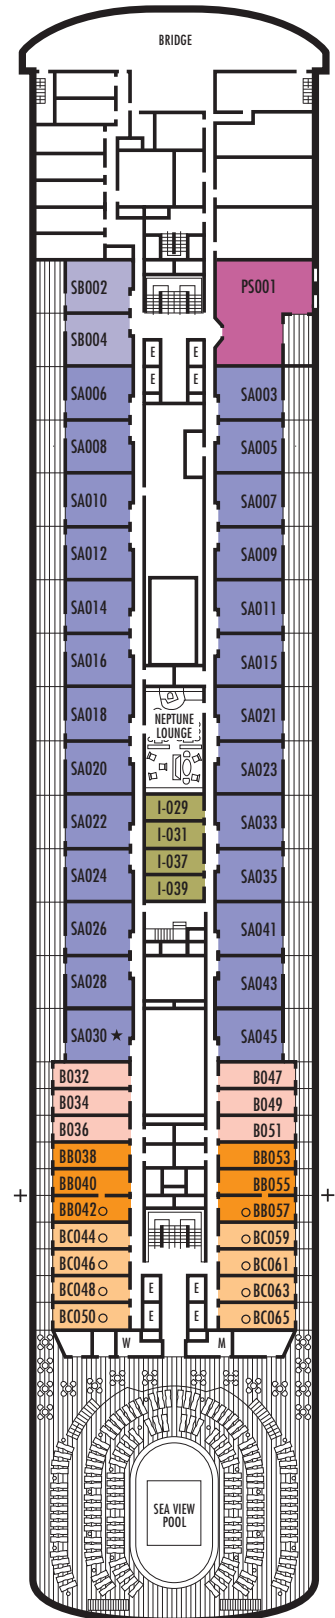 BRIDGE
SB002
PS001
SB004
E E
E E
SA006
SA003
SA008
SA005
SA010
SA007
SA012
SA009
SA014
SA011
SA016
SA015
SA018
NEPTUNE
LOUNGE
SA021
SA020
SA023
SA022
I-029
I-031
SA033
SA024
I-037
I-039
SA035
SA026
SA041
SA028
SA043
SA030 ★
SA045
B032
B047
B034
B049
B036
B051
BB038
BB053
BB040
BB055
BB042○
○BB057
BC044○
○BC059
BC046○
○BC061
BC048○
E E
○BC063
BC050○
E E
○BC065
W
M
SEA VIEW
POOL